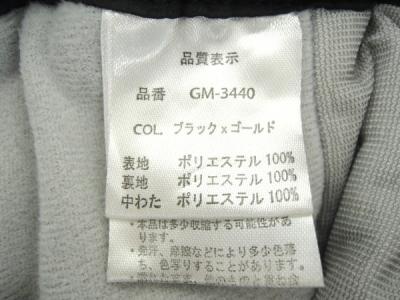 品質表示
品番 GM-3440
COL. ブラック x ゴールド
表地 ポリエステル 100%
裏地 ポリエステル 100%
中わた ポリエステル 100%
・本品は多少収縮する可能性があ
ります。
・発汗、摩擦などにより多少色落
ち、色写りすることがあります。